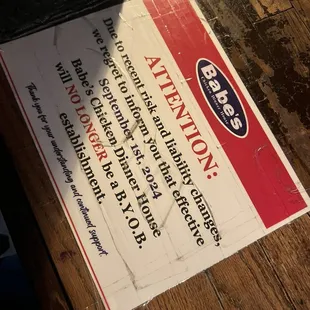 Babe's
ATTENTION:
Due to recent risk and liability changes,
we regret to inform you that effective
September 1st, 2024
Babe's Chicken Dinner House
will NO LONGER be a B.Y.O.B.
establishment.
Thank you for your understanding and continued support.